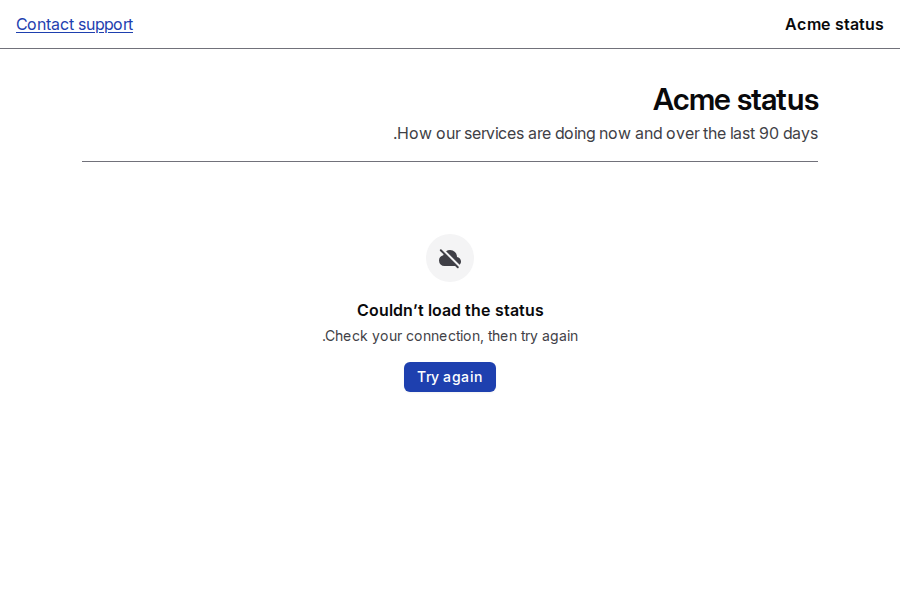 Acme status
Contact support
Acme status
.How our services are doing now and over the last 90 days
Couldn't load the status
.Check your connection, then try again
Try again